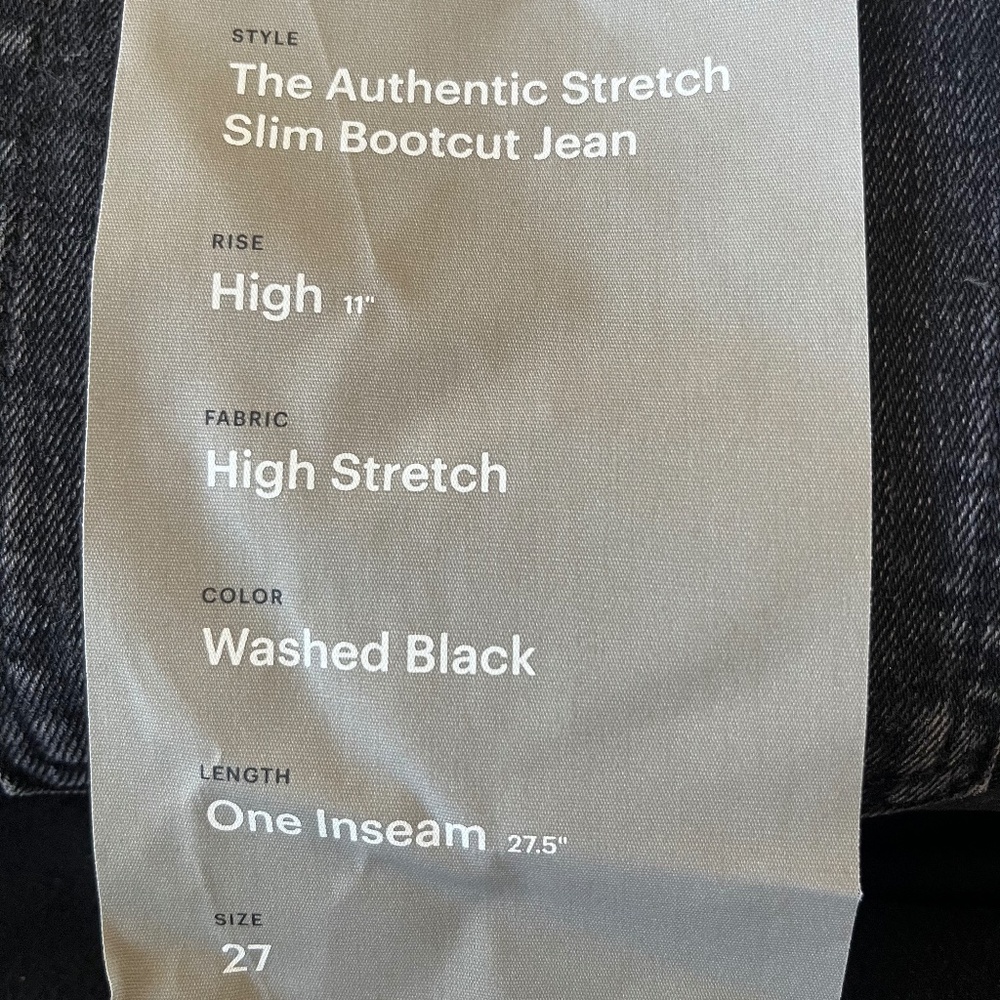 STYLE
The Authentic Stretch
Slim Bootcut Jean
RISE
High 11"
FABRIC
High Stretch
COLOR
Washed Black
LENGTH
One Inseam 27.5"
SIZE
27